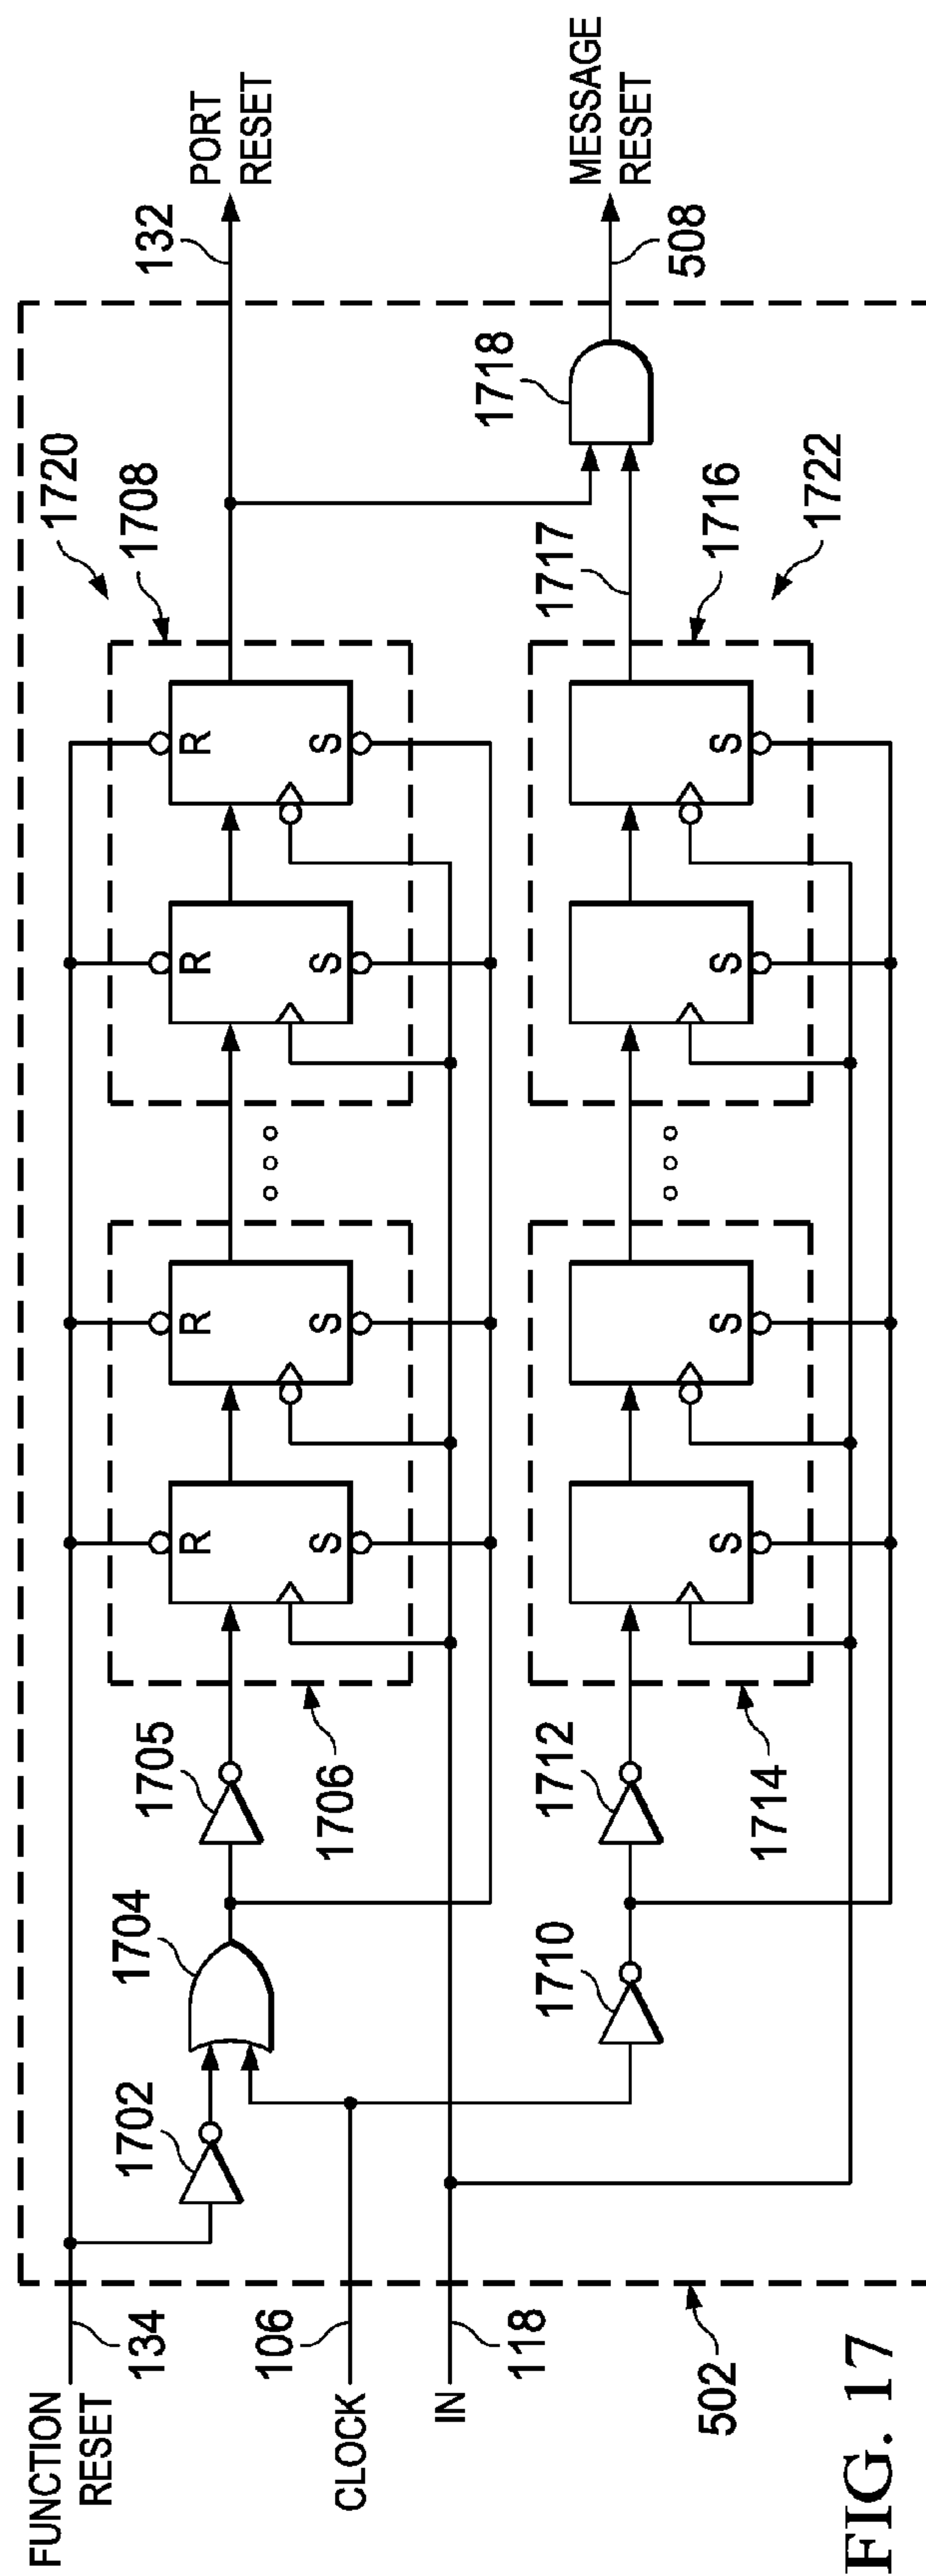 FUNCTION
RESET
134
CLOCK
106
IN
118
502
1702
1704
1705
1706
R
S
R
S
R
S
R
S
1708
1720
132
PORT
RESET
1710
1712
1714
S
S
S
S
1716
1722
1717
1718
508
MESSAGE
RESET
FIG. 17